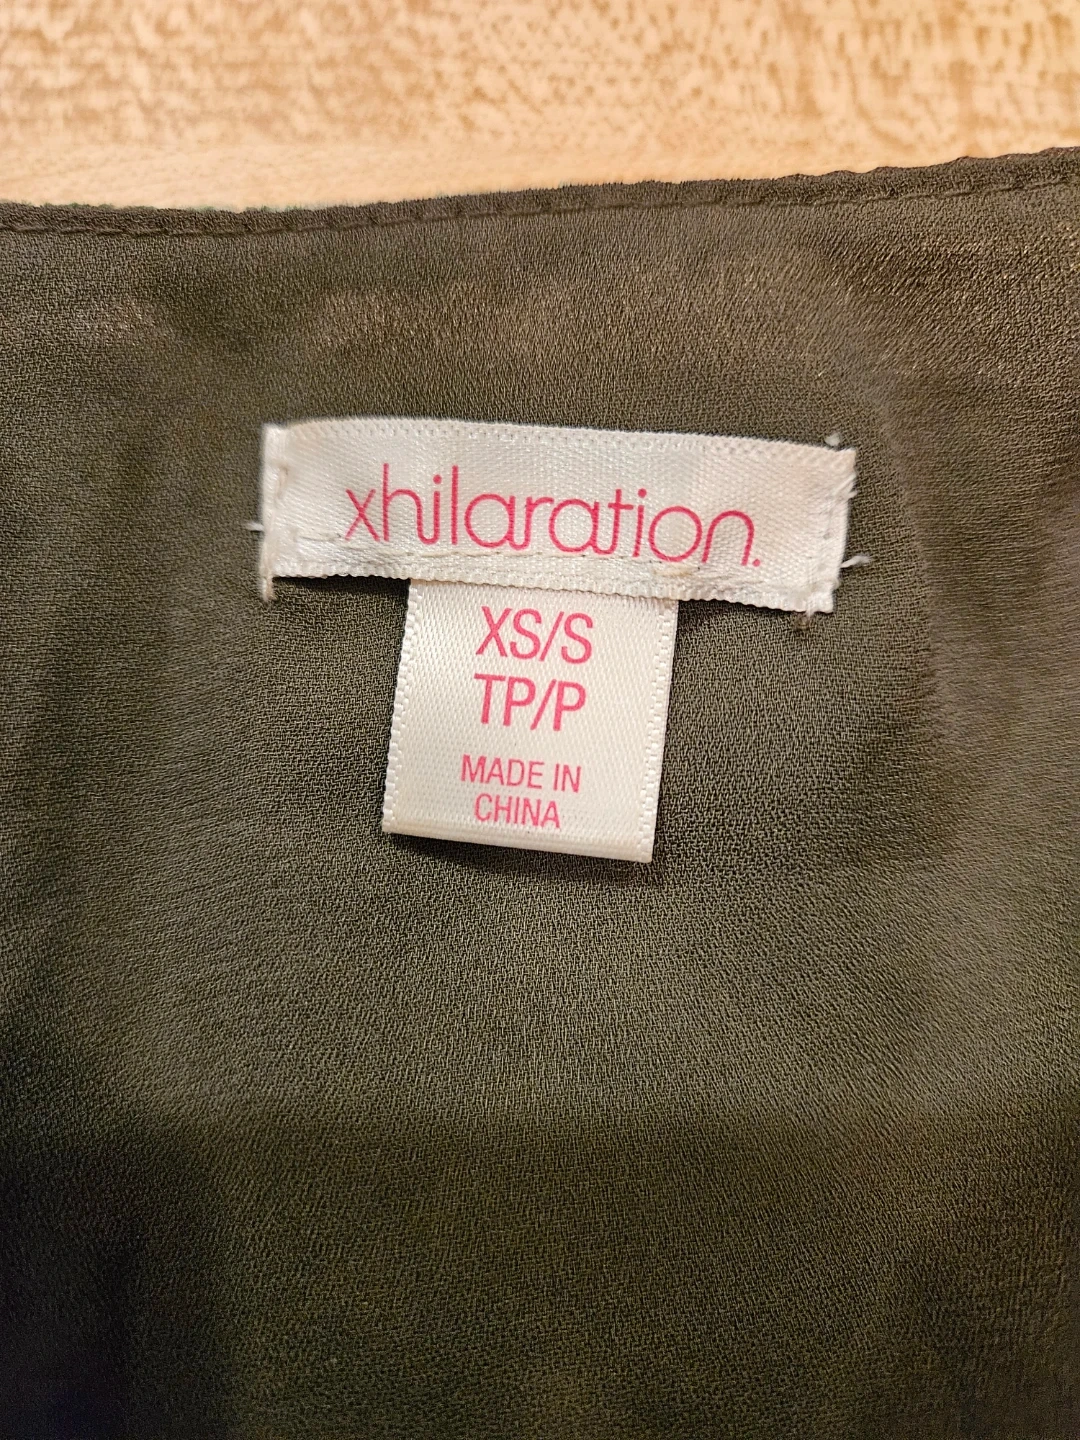 xhilaration.
XS/S
TP/P
MADE IN
CHINA